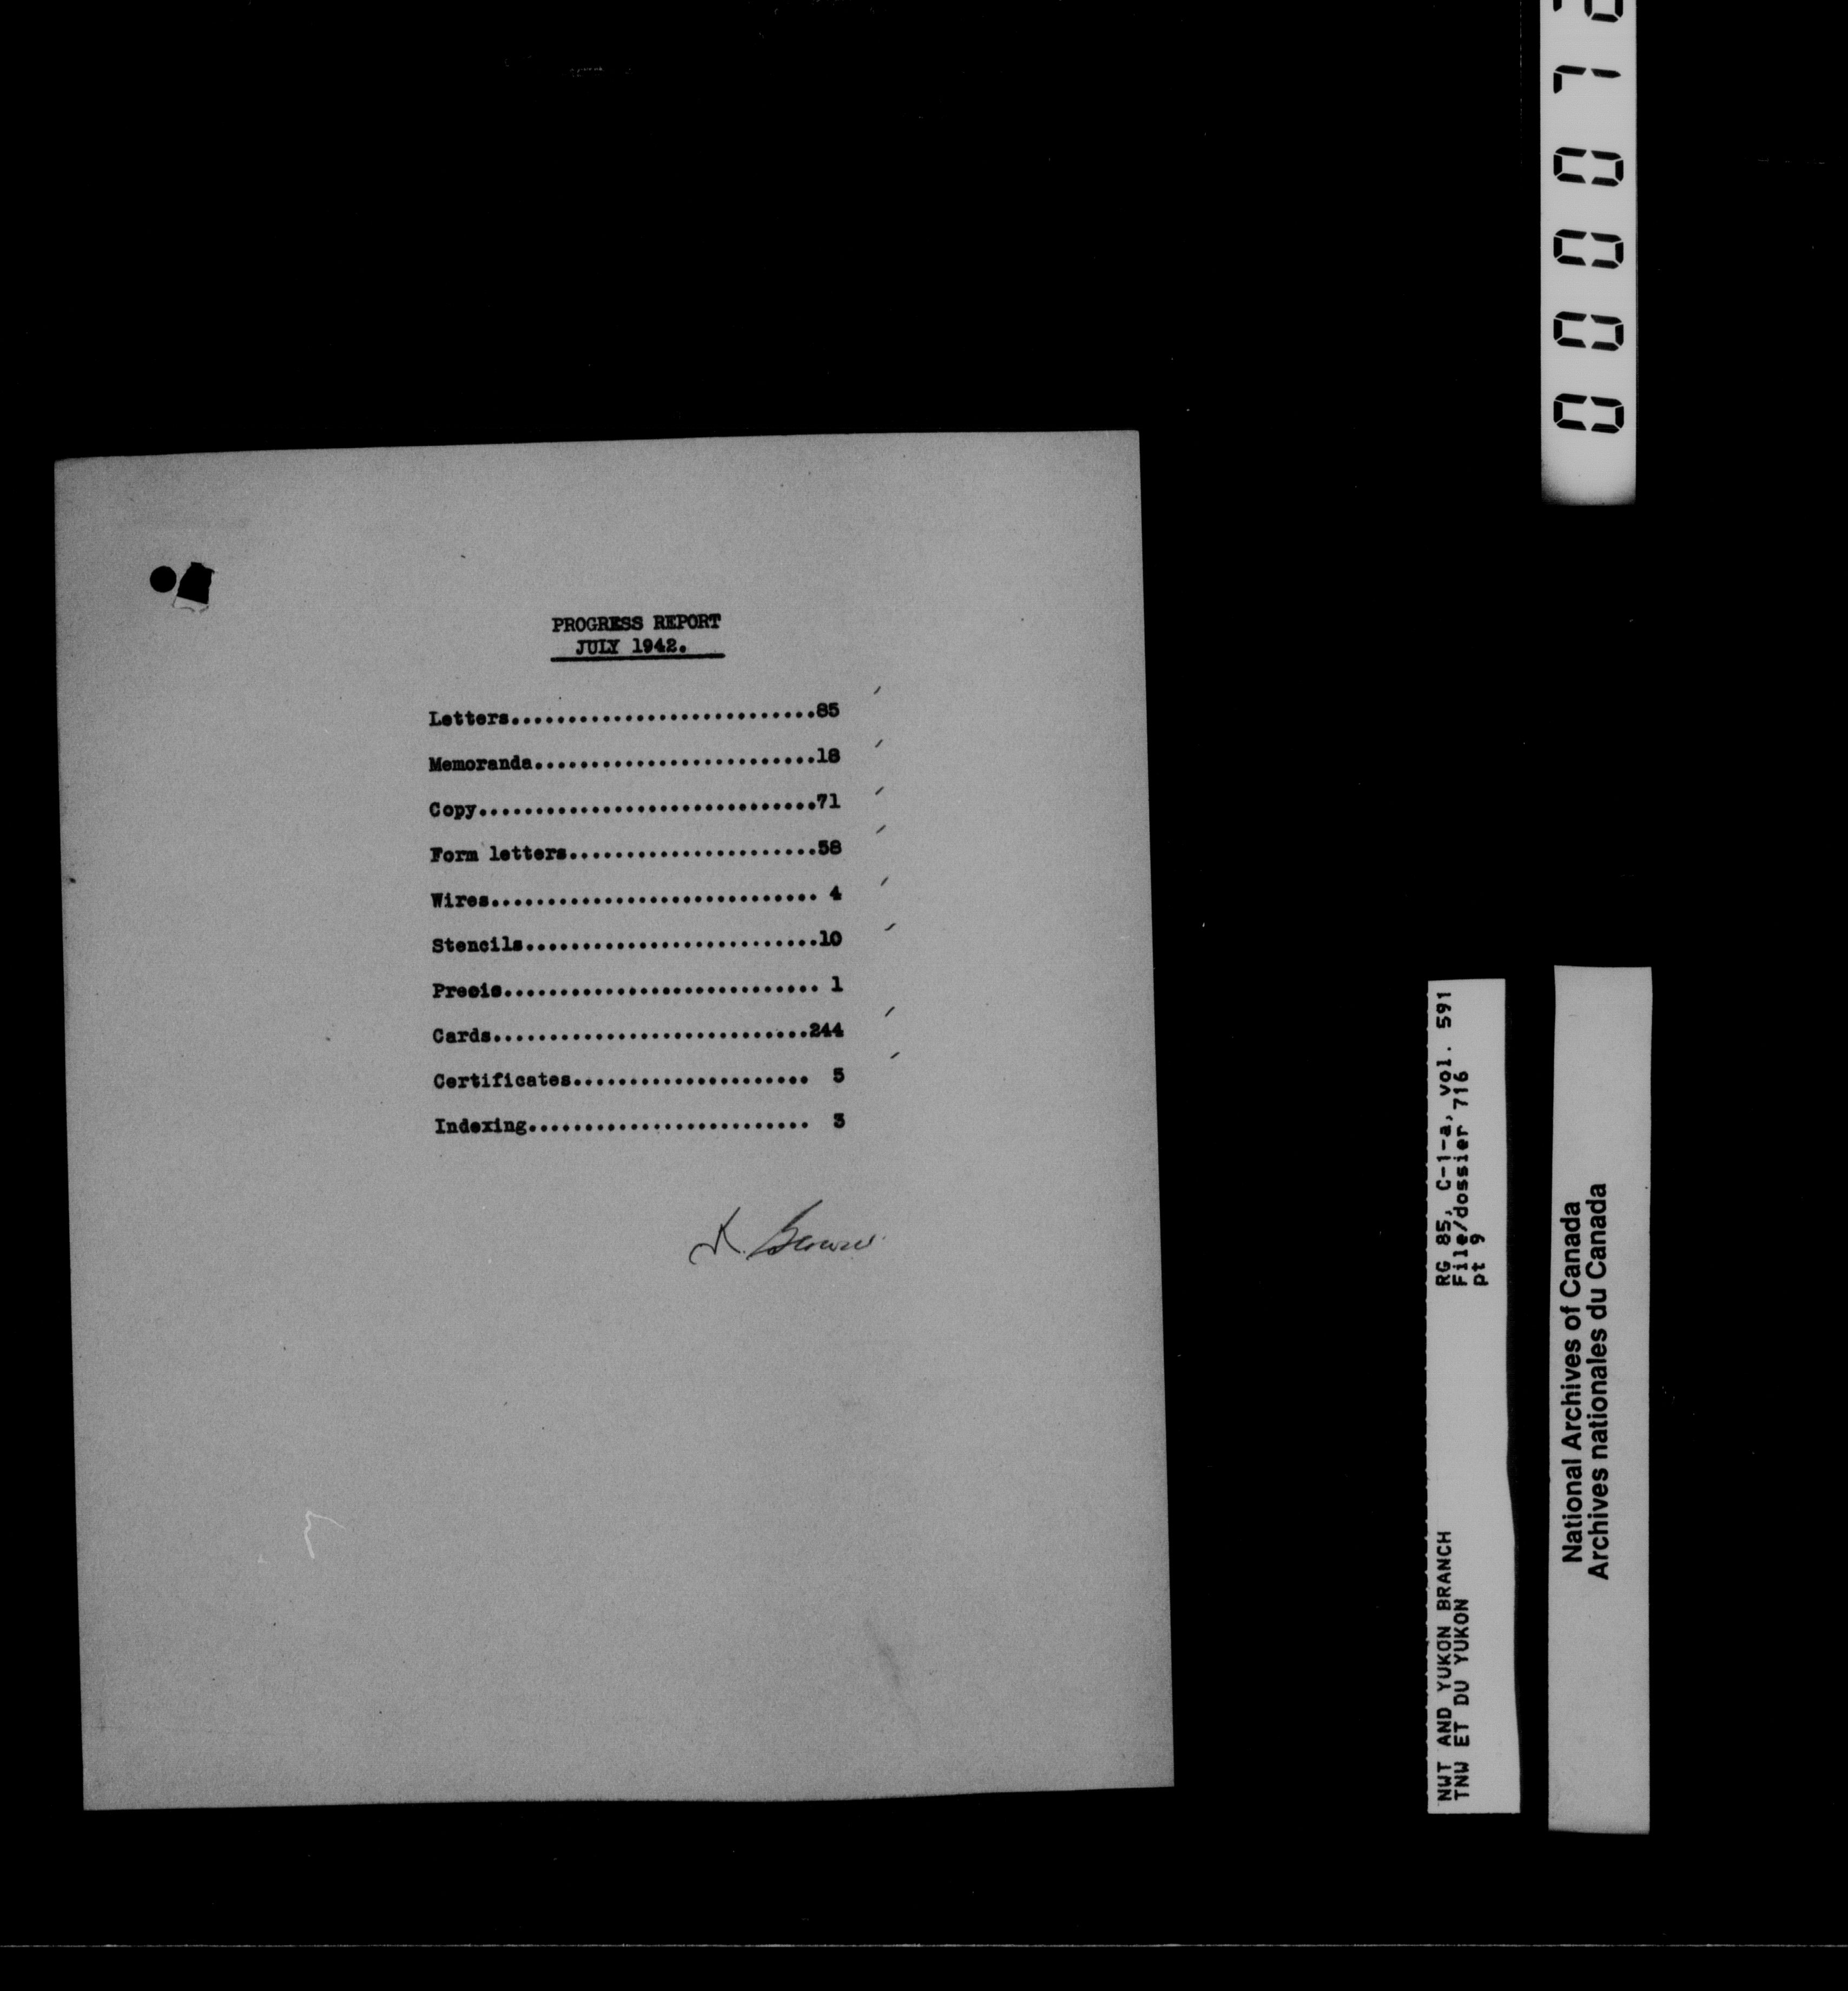 PROGRESS REPORT
JULY 1942.
Letters...........................85
Memoranda.........................18
Copy..............................71
Form letters......................58
Wires............................. 4
Stencils..........................10
Precis............................ 1
Cards............................244
Certificates..................... 5
Indexing......................... 3
NWT AND YUKON BRANCH
TNW ET DU YUKON
RG 85, C-1-a, vol. 591
File/dossier 716
pt 9
National Archives of Canada
Archives nationales du Canada